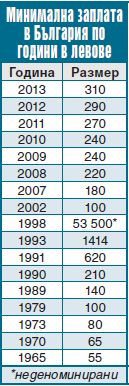 Минимална заплата
в България по
години в левове
Година Размер
2013 310
2012 290
2011 270
2010 240
2009 240
2008 220
2007 180
2002 100
1998 53 500*
1993 1414
1991 620
1990 210
1989 140
1979 100
1973 80
1970 65
1965 55
*неденоминирани